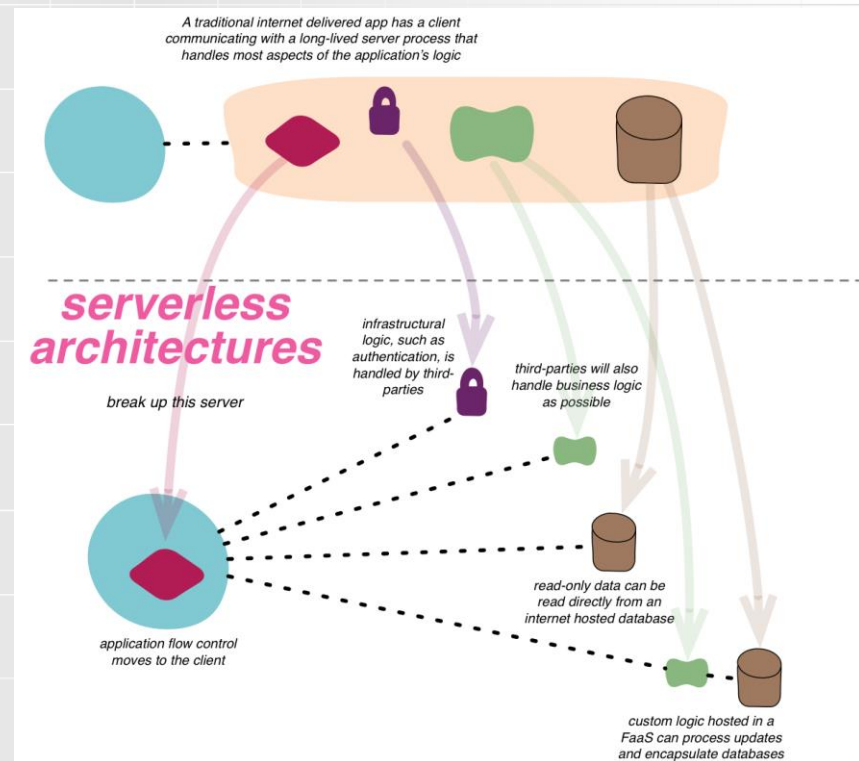 A traditional internet delivered app has a client
communicating with a long-lived server process that
handles most aspects of the application's logic
serverless
architectures
break up this server
infrastructural
logic, such as
authentication, is
handled by third-
parties
third-parties will also
handle business logic
as possible
read-only data can be
read directly from an
internet hosted database
application flow control
moves to the client
custom logic hosted in a
FaaS can process updates
and encapsulate databases